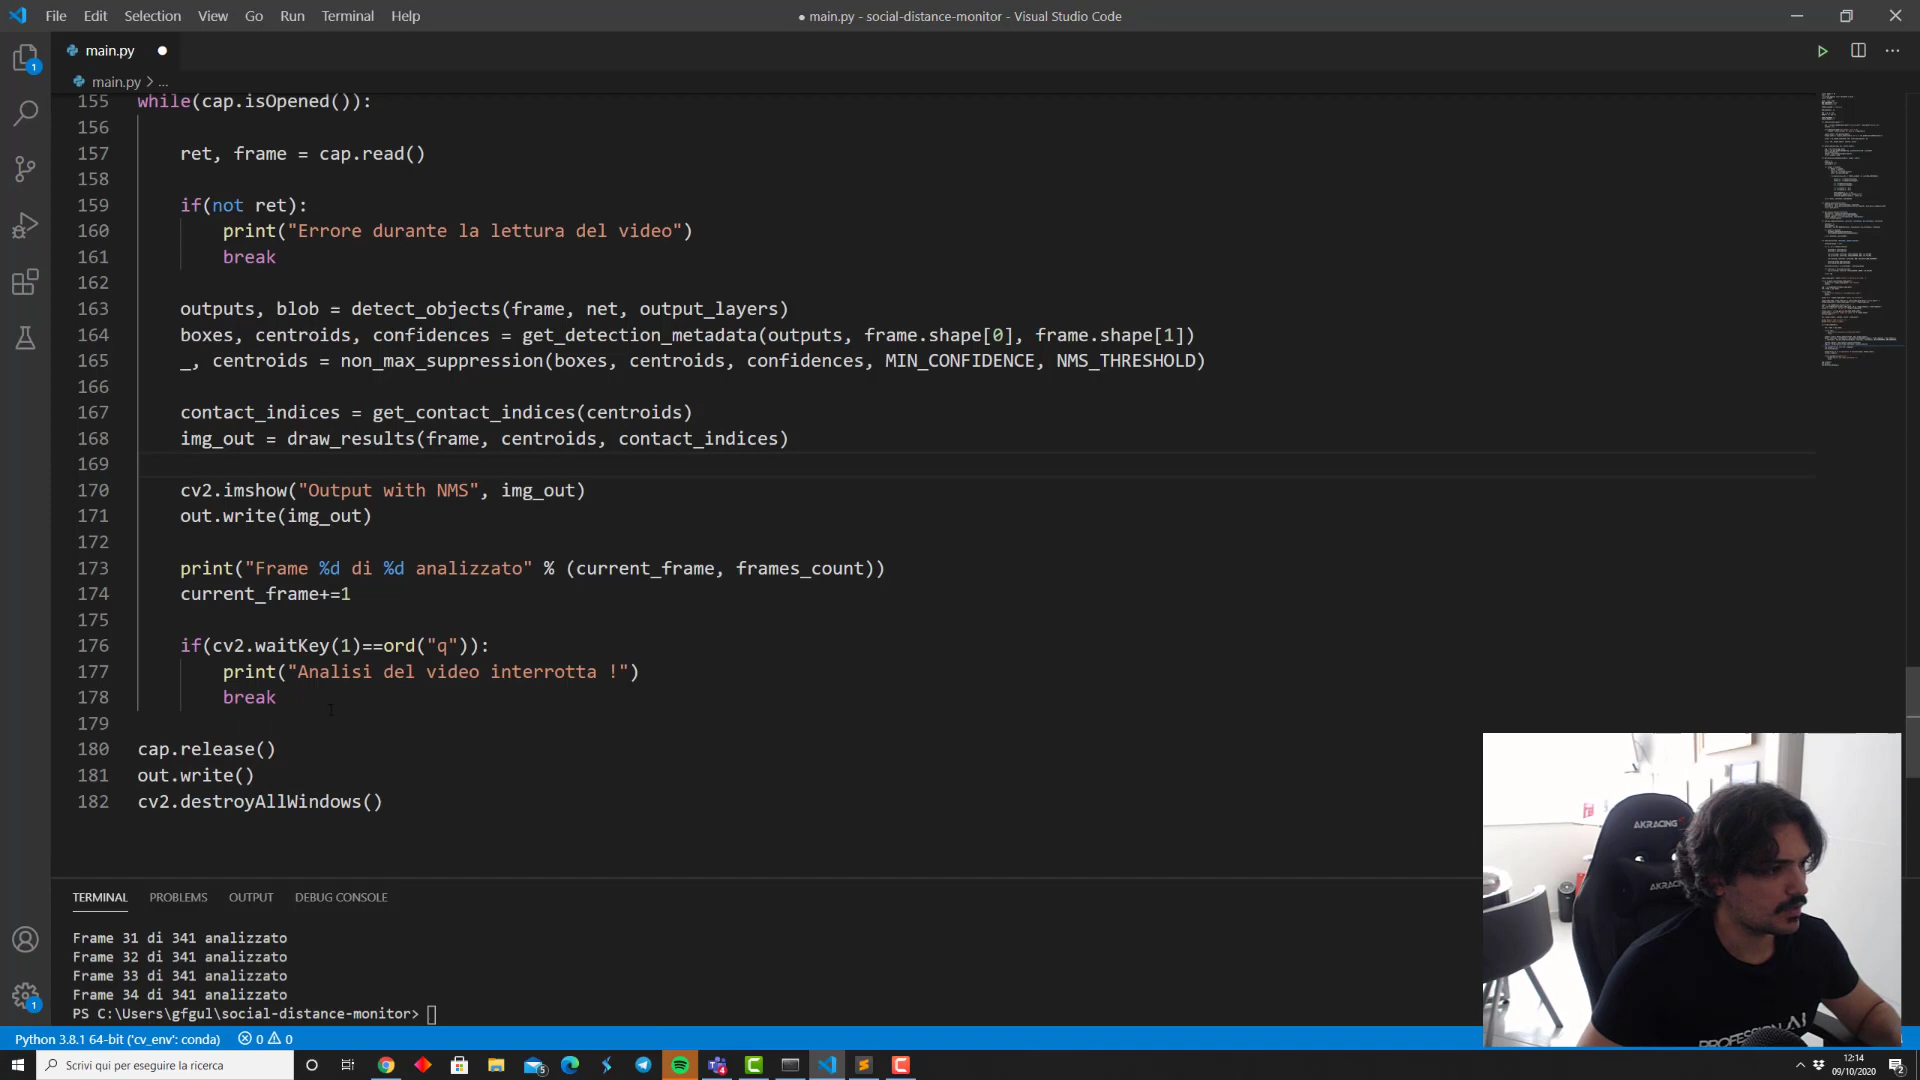 File Edit Selection View Go Run Terminal Help
● main.py - social-distance-monitor - Visual Studio Code
main.py
main.py > ...
155 while(cap.isOpened()):
156
157 ret, frame = cap.read()
158
159 if(not ret):
160 print("Errore durante la lettura del video")
161 break
162
163 outputs, blob = detect_objects(frame, net, output_layers)
164 boxes, centroids, confidences = get_detection_metadata(outputs, frame.shape[0], frame.shape[1])
165 _, centroids = non_max_suppression(boxes, centroids, confidences, MIN_CONFIDENCE, NMS_THRESHOLD)
166
167 contact_indices = get_contact_indices(centroids)
168 img_out = draw_results(frame, centroids, contact_indices)
169
170 cv2.imshow("Output with NMS", img_out)
171 out.write(img_out)
172
173 print("Frame %d di %d analizzato" % (current_frame, frames_count))
174 current_frame+=1
175
176 if(cv2.waitKey(1)==ord("q")):
177 print("Analisi del video interrotta !")
178 break
179
180 cap.release()
181 out.write()
182 cv2.destroyAllWindows()
AKRACING
PROFESSION AI
TERMINAL PROBLEMS OUTPUT DEBUG CONSOLE
Frame 31 di 341 analizzato
Frame 32 di 341 analizzato
Frame 33 di 341 analizzato
Frame 34 di 341 analizzato
PS C:\Users\gfgul\social-distance-monitor>
Python 3.8.1 64-bit ('cv_env': conda) 0 0
Scrivi qui per eseguire la ricerca
12:14
09/10/2020